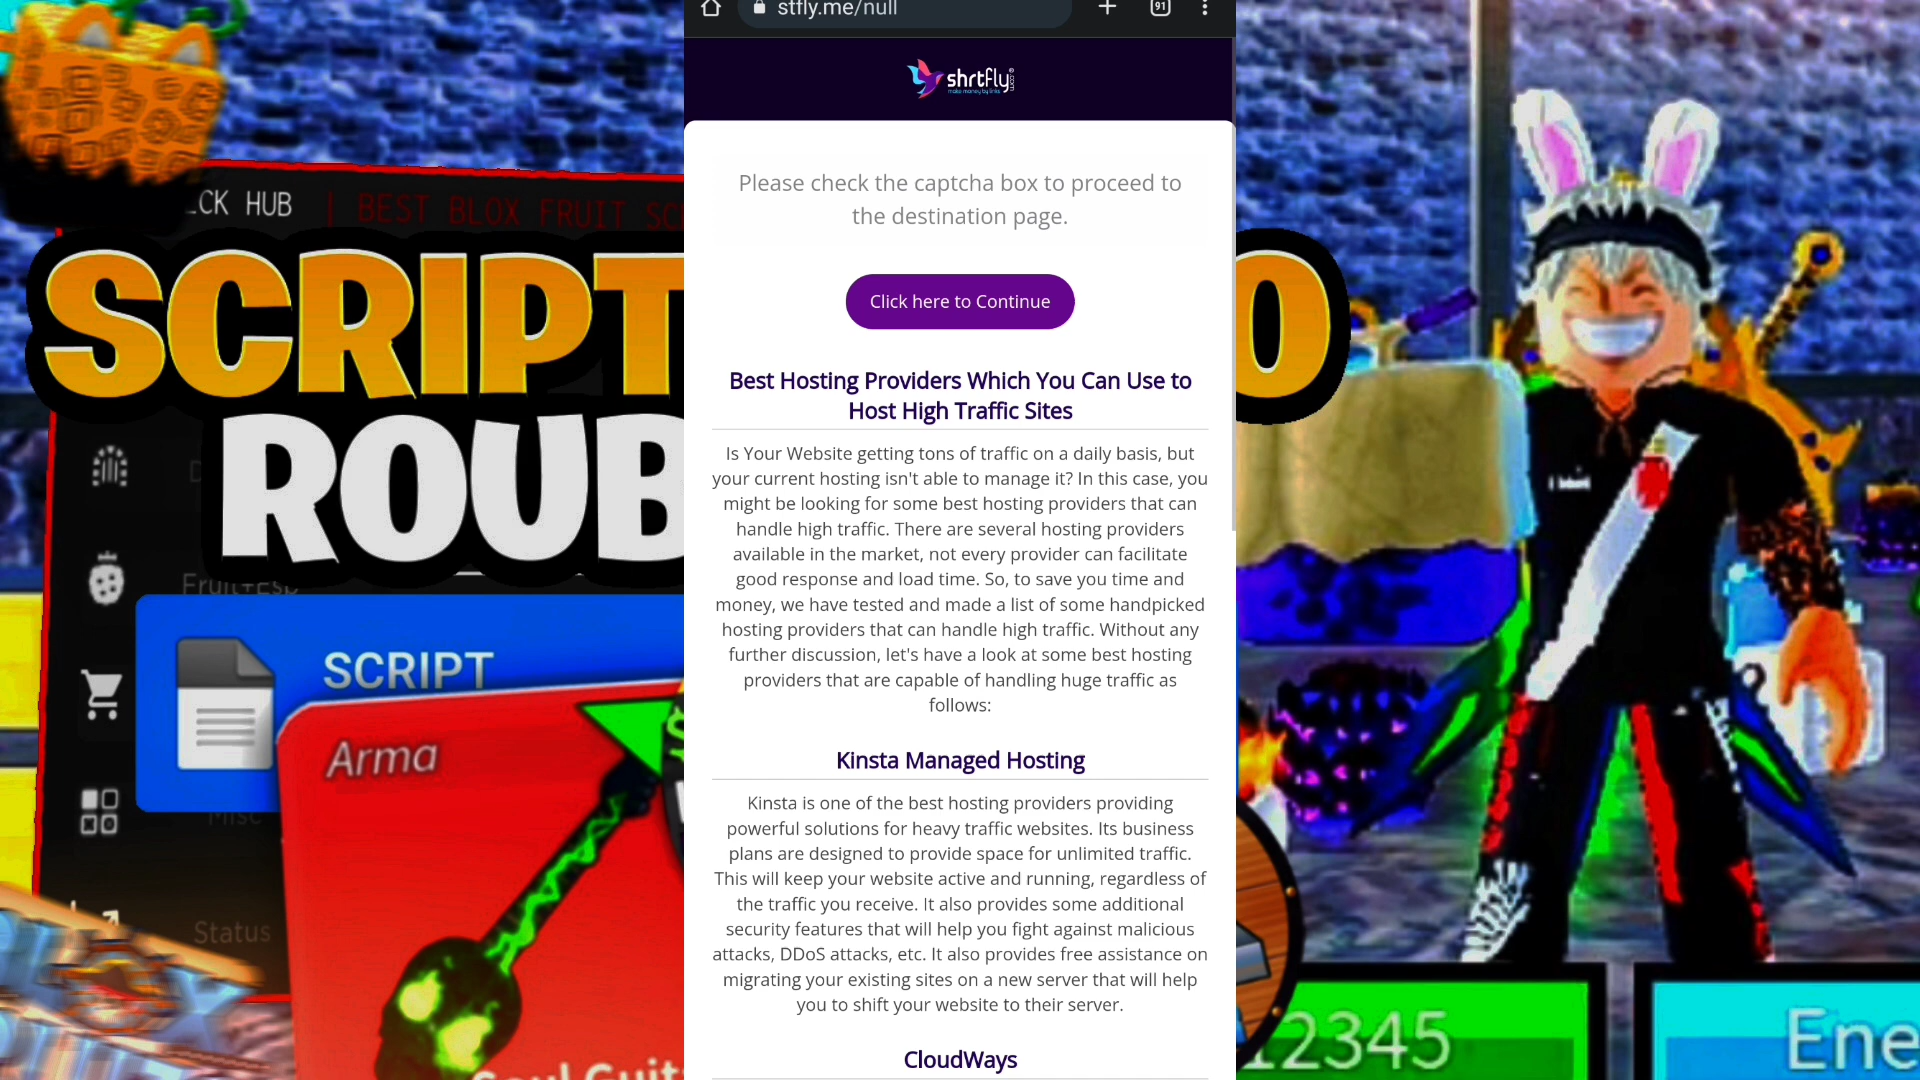 stfly.me/null
91
shrtfly
make money by links
.com
Please check the captcha box to proceed to
the destination page.
Click here to Continue
Best Hosting Providers Which You Can Use to
Host High Traffic Sites
Is Your Website getting tons of traffic on a daily basis, but
your current hosting isn't able to manage it? In this case, you
might be looking for some best hosting providers that can
handle high traffic. There are several hosting providers
available in the market, not every provider can facilitate
good response and load time. So, to save you time and
money, we have tested and made a list of some handpicked
hosting providers that can handle high traffic. Without any
further discussion, let's have a look at some best hosting
providers that are capable of handling huge traffic as
follows:
Kinsta Managed Hosting
Kinsta is one of the best hosting providers providing
powerful solutions for heavy traffic websites. Its business
plans are designed to provide space for unlimited traffic.
This will keep your website active and running, regardless of
the traffic you receive. It also provides some additional
security features that will help you fight against malicious
attacks, DDoS attacks, etc. It also provides free assistance on
migrating your existing sites on a new server that will help
you to shift your website to their server.
CloudWays
CK HUB | BEST BLOX FRUIT SC
SCRIPT
O
ROUB
Fruit+Esp
SCRIPT
Arma
Misc
Status
Soul Guit
12345
Ene